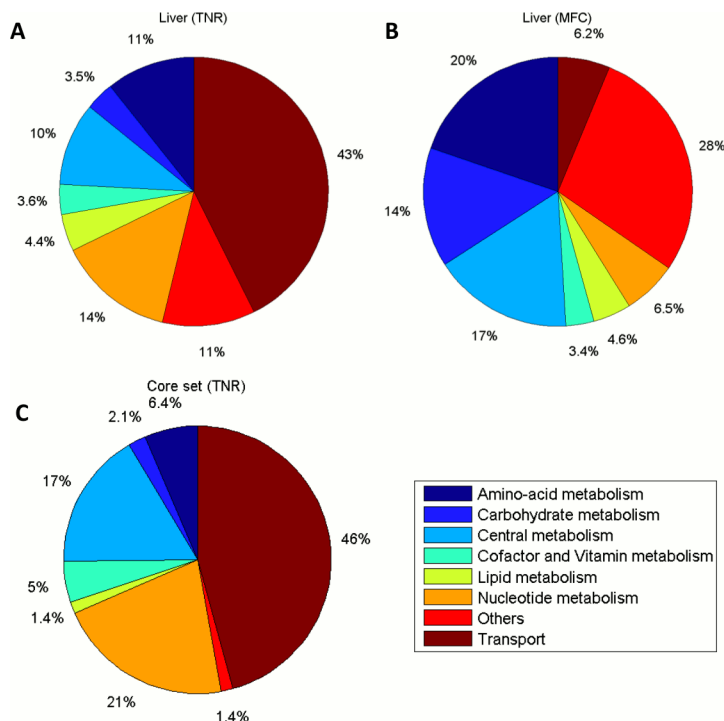 A
Liver (TNR)
11%
3.5%
10%
43%
3.6%
4.4%
14%
11%
B
Liver (MFC)
6.2%
20%
28%
14%
6.5%
17%
4.6%
3.4%
C
Core set (TNR)
6.4%
2.1%
17%
46%
5%
1.4%
21%
1.4%
Amino-acid metabolism
Carbohydrate metabolism
Central metabolism
Cofactor and Vitamin metabolism
Lipid metabolism
Nucleotide metabolism
Others
Transport